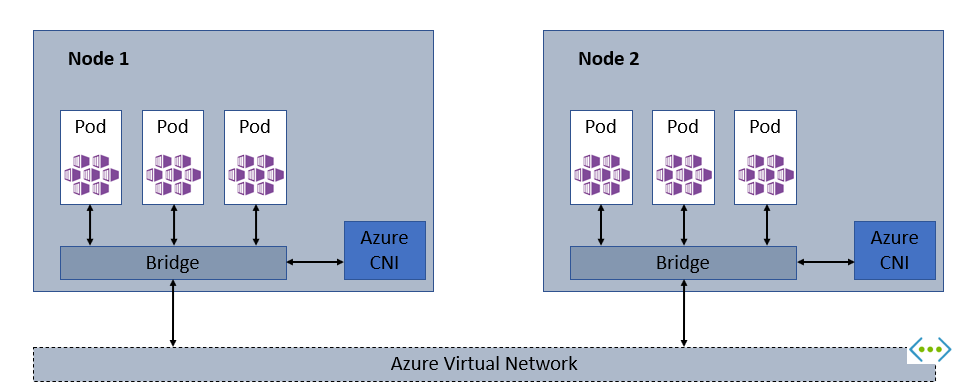 Node 1
Pod Pod Pod
Azure
CNI
Bridge
Node 2
Pod Pod Pod
Azure
CNI
Bridge
Azure Virtual Network